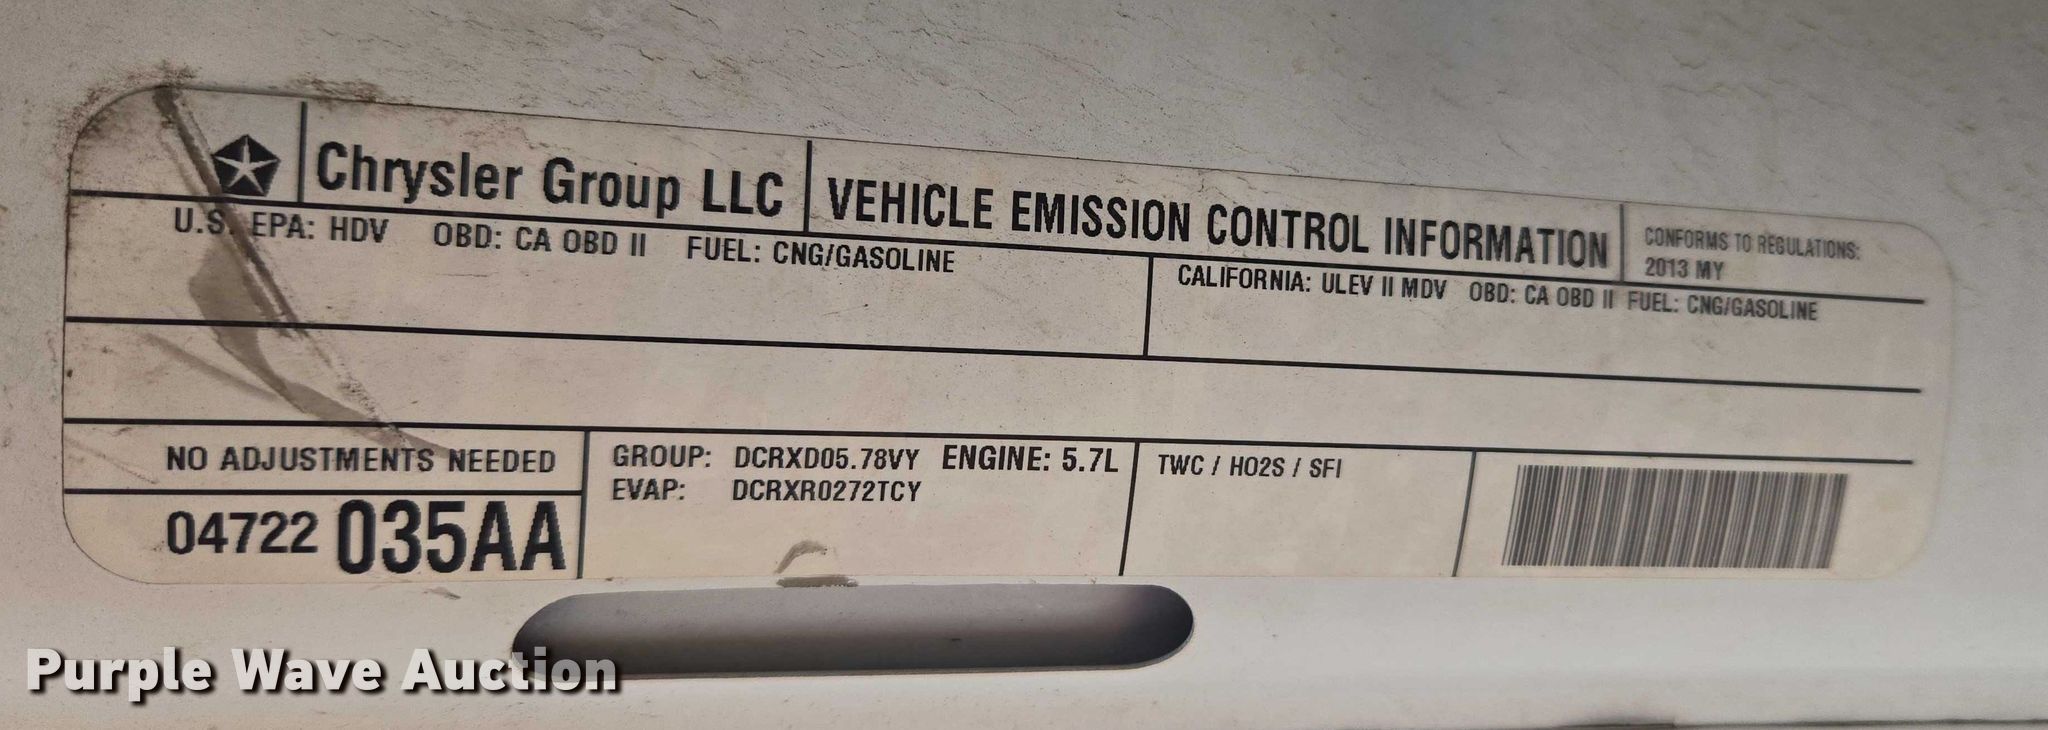 Chrysler Group LLC
VEHICLE EMISSION CONTROL INFORMATION
CONFORMS TO REGULATIONS:
2013 MY
U.S. EPA: HDV OBD: CA OBD II FUEL: CNG/GASOLINE
CALIFORNIA: ULEV II MDV OBD: CA OBD II FUEL: CNG/GASOLINE
NO ADJUSTMENTS NEEDED
04722 035AA
GROUP: DCRXD05.78VY ENGINE: 5.7L
EVAP: DCRXR0272TCY
TWC / HO2S / SFI
Purple Wave Auction